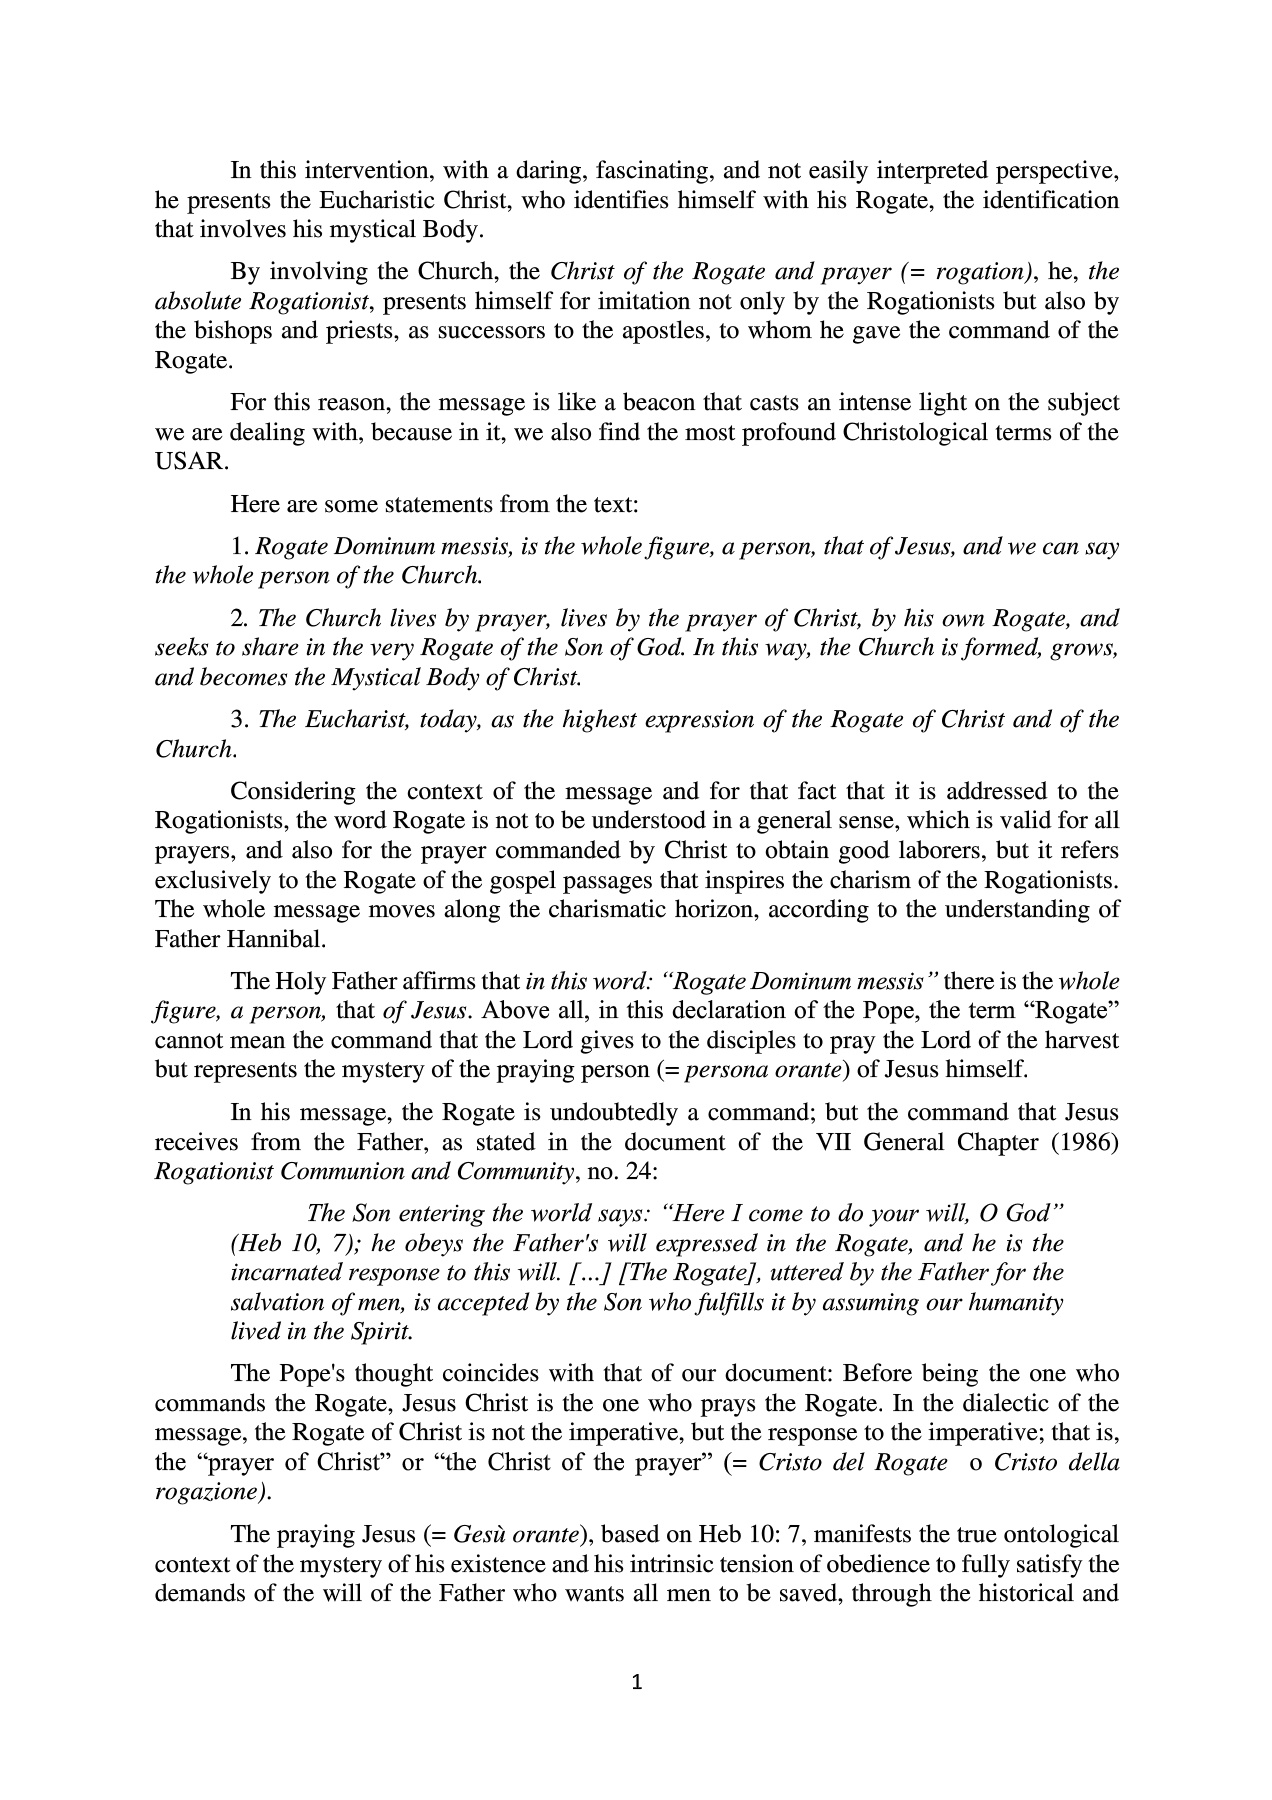 In this intervention, with a daring, fascinating, and not easily interpreted perspective,
he presents the Eucharistic Christ, who identifies himself with his Rogate, the identification
that involves his mystical Body.
By involving the Church, the Christ of the Rogate and prayer (= rogation), he, the
absolute Rogationist, presents himself for imitation not only by the Rogationists but also by
the bishops and priests, as successors to the apostles, to whom he gave the command of the
Rogate.
For this reason, the message is like a beacon that casts an intense light on the subject
we are dealing with, because in it, we also find the most profound Christological terms of the
USAR.
Here are some statements from the text:
1. Rogate Dominum messis, is the whole figure, a person, that of Jesus, and we can say
the whole person of the Church.
2. The Church lives by prayer, lives by the prayer of Christ, by his own Rogate, and
seeks to share in the very Rogate of the Son of God. In this way, the Church is formed, grows,
and becomes the Mystical Body of Christ.
3. The Eucharist, today, as the highest expression of the Rogate of Christ and of the
Church.
Considering the context of the message and for that fact that it is addressed to the
Rogationists, the word Rogate is not to be understood in a general sense, which is valid for all
prayers, and also for the prayer commanded by Christ to obtain good laborers, but it refers
exclusively to the Rogate of the gospel passages that inspires the charism of the Rogationists.
The whole message moves along the charismatic horizon, according to the understanding of
Father Hannibal.
The Holy Father affirms that in this word: “Rogate Dominum messis” there is the whole
figure, a person, that of Jesus. Above all, in this declaration of the Pope, the term “Rogate”
cannot mean the command that the Lord gives to the disciples to pray the Lord of the harvest
but represents the mystery of the praying person (= persona orante) of Jesus himself.
In his message, the Rogate is undoubtedly a command; but the command that Jesus
receives from the Father, as stated in the document of the VII General Chapter (1986)
Rogationist Communion and Community, no. 24:
The Son entering the world says: “Here I come to do your will, O God”
(Heb 10, 7); he obeys the Father's will expressed in the Rogate, and he is the
incarnated response to this will. [...] [The Rogate], uttered by the Father for the
salvation of men, is accepted by the Son who fulfills it by assuming our humanity
lived in the Spirit.
The Pope's thought coincides with that of our document: Before being the one who
commands the Rogate, Jesus Christ is the one who prays the Rogate. In the dialectic of the
message, the Rogate of Christ is not the imperative, but the response to the imperative; that is,
the “prayer of Christ” or “the Christ of the prayer” (= Cristo del Rogate o Cristo della
rogazione).
The praying Jesus (= Gesù orante), based on Heb 10: 7, manifests the true ontological
context of the mystery of his existence and his intrinsic tension of obedience to fully satisfy the
demands of the will of the Father who wants all men to be saved, through the historical and
1